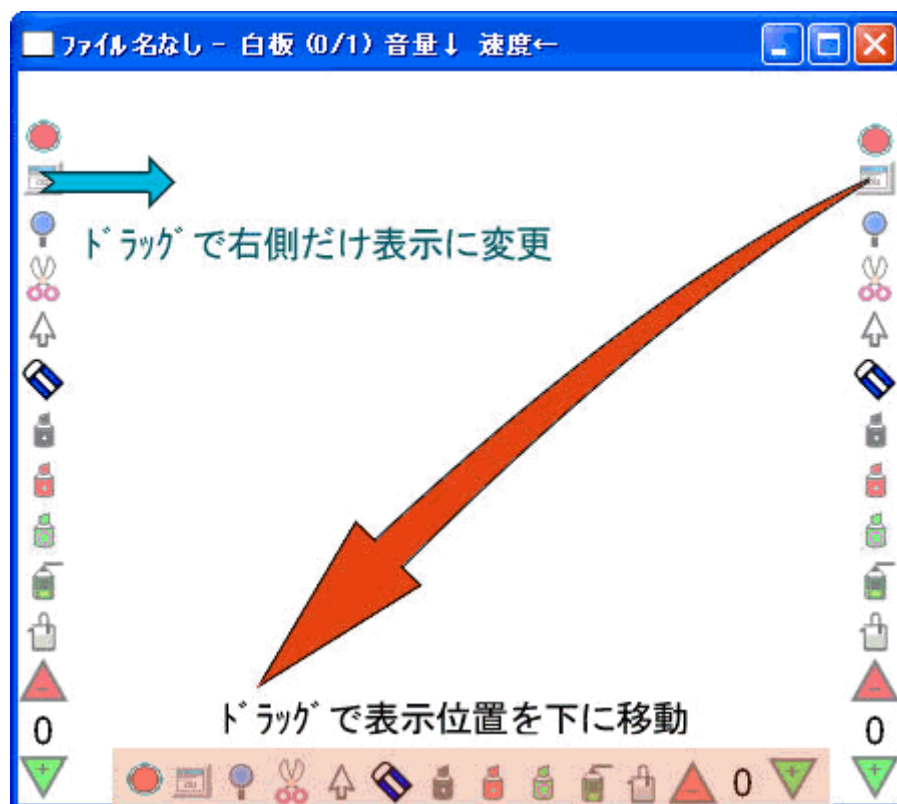 ファイル名なし - 白板 (0/1) 音量↓ 速度←
ﾄﾞﾗｯｸﾞで右側だけ表示に変更
ﾄﾞﾗｯｸﾞで表示位置を下に移動
0
0
0